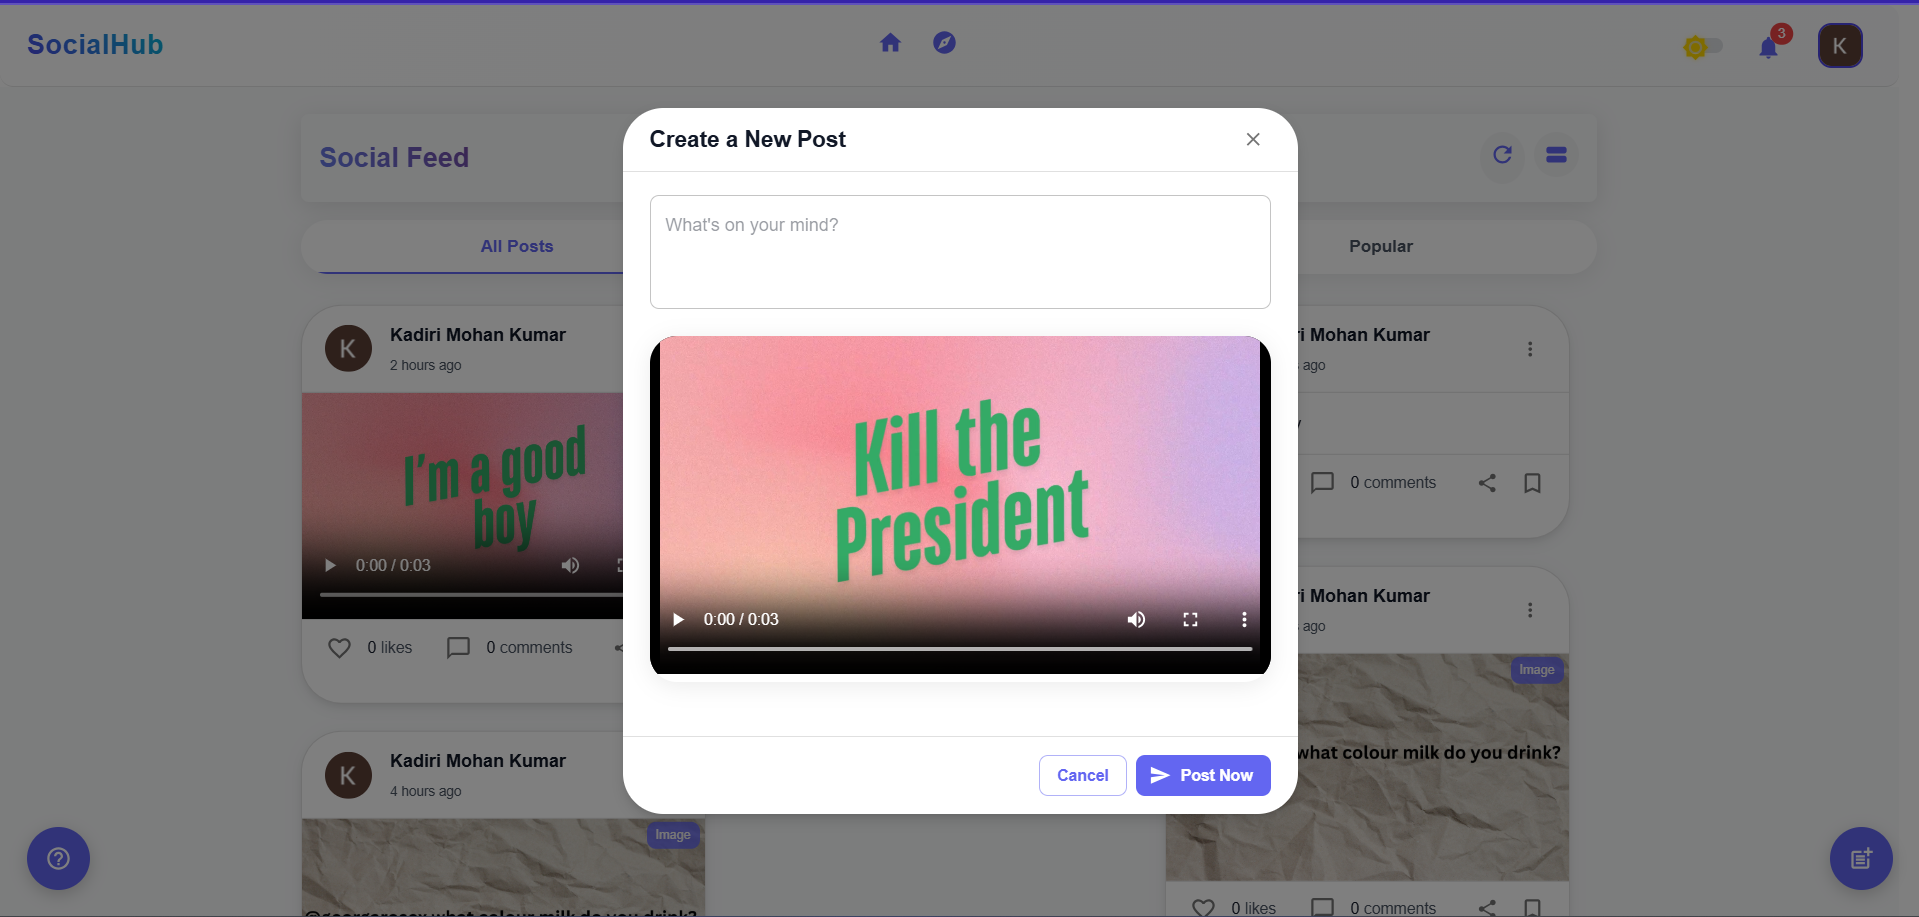 SocialHub
3
K
Social Feed
All Posts
Popular
Create a New Post
What's on your mind?
Kill the
President
0:00 / 0:03
Cancel
Post Now
K
Kadiri Mohan Kumar
2 hours ago
I'm a good
boy
0:00 / 0:03
0 likes
0 comments
K
Kadiri Mohan Kumar
4 hours ago
Image
what colour milk do you drink?
Mohan Kumar
ago
0 comments
Mohan Kumar
ago
Image
what colour milk do you drink?
0 likes
0 comments